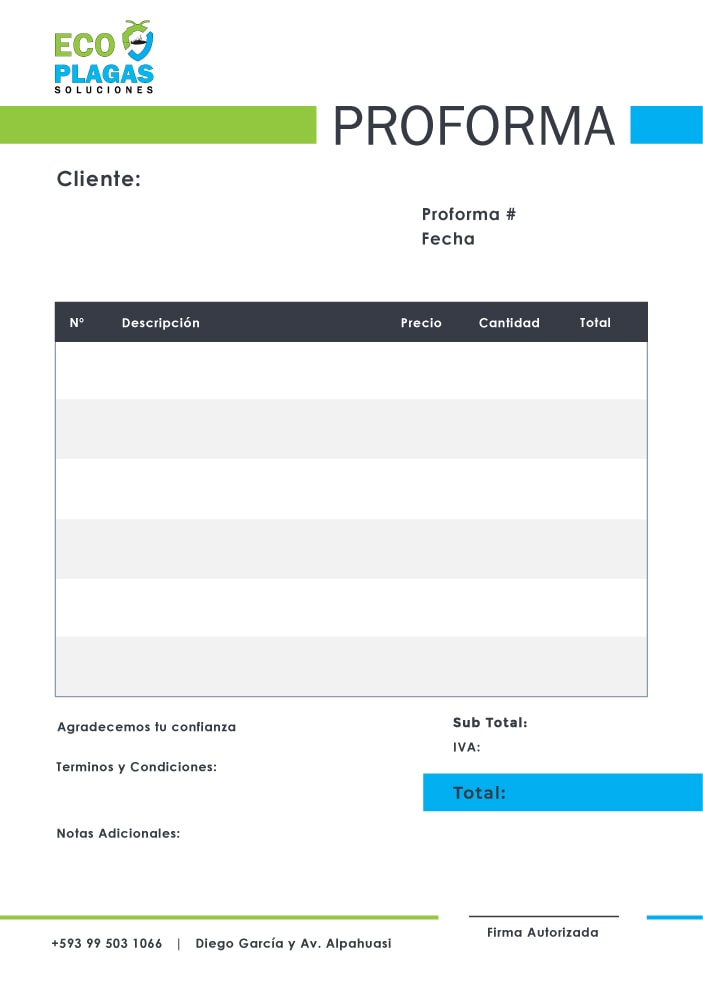 ECO
PLAGAS
SOLUCIONES
PROFORMA
Cliente:
Proforma #
Fecha
Nº Descripción Precio Cantidad Total
Agradecemos tu confianza
Sub Total:
IVA:
Terminos y Condiciones:
Total:
Notas Adicionales:
Firma Autorizada
+593 99 503 1066 | Diego García y Av. Alpahuasi